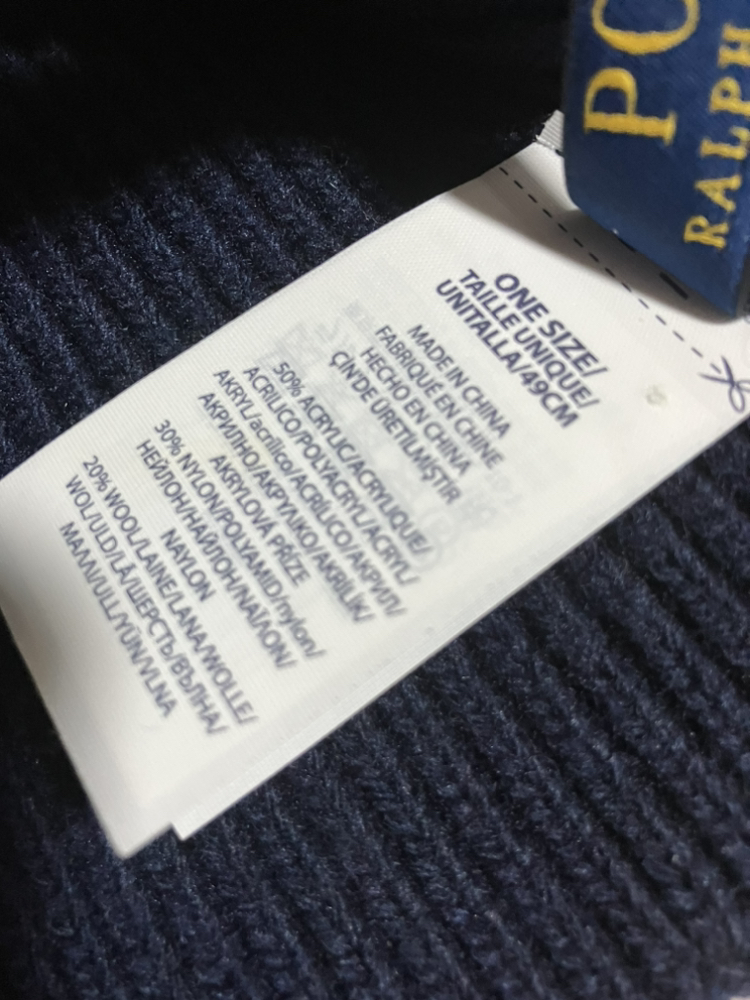 PO
RALPH
ONE SIZE/
TAILLE UNIQUE/
UNITALLA/49CM
MADE IN CHINA
FABRIQUÉ EN CHINE
HECHO EN CHINA
ÇİN'DE ÜRETİLMİŞTİR
50% ACRYLIC/ACRYLIQUE/
ACRILICO/POLYACRYL/ACRYL/
AKRYL/acrílico/ACRÍLICO/АКРИЛ/
АКРИЛНО/ΑΚΡΥΛΙΚΟ/AKRİLİK/
AKRYLOVÁ PŘÍZE
30% NYLON/POLYAMID/nylon/
НЕЙЛОН/НАЙЛОН/ΝΑΪΛΟΝ/
NAYLON
20% WOOL/LAINE/LANA/WOLLE/
WOL/ULD/LÃ/ШЕРСТЬ/ВЪЛНА/
ΜΑΛΛΙ/ULL/YÜN/VLNA